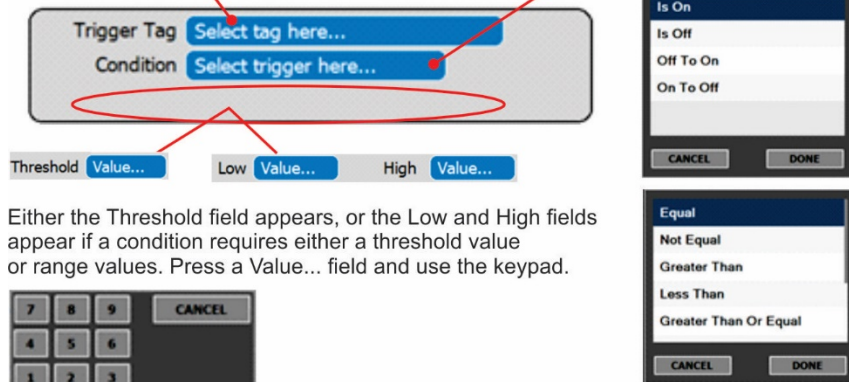 Trigger Tag Select tag here...
Condition Select trigger here...
Threshold Value... Low Value... High Value...
Either the Threshold field appears, or the Low and High fields
appear if a condition requires either a threshold value
or range values. Press a Value... field and use the keypad.
7 8 9 CANCEL
4 5 6
1 2 3
Is On
Is Off
Off To On
On To Off
CANCEL DONE
Equal
Not Equal
Greater Than
Less Than
Greater Than Or Equal
CANCEL DONE